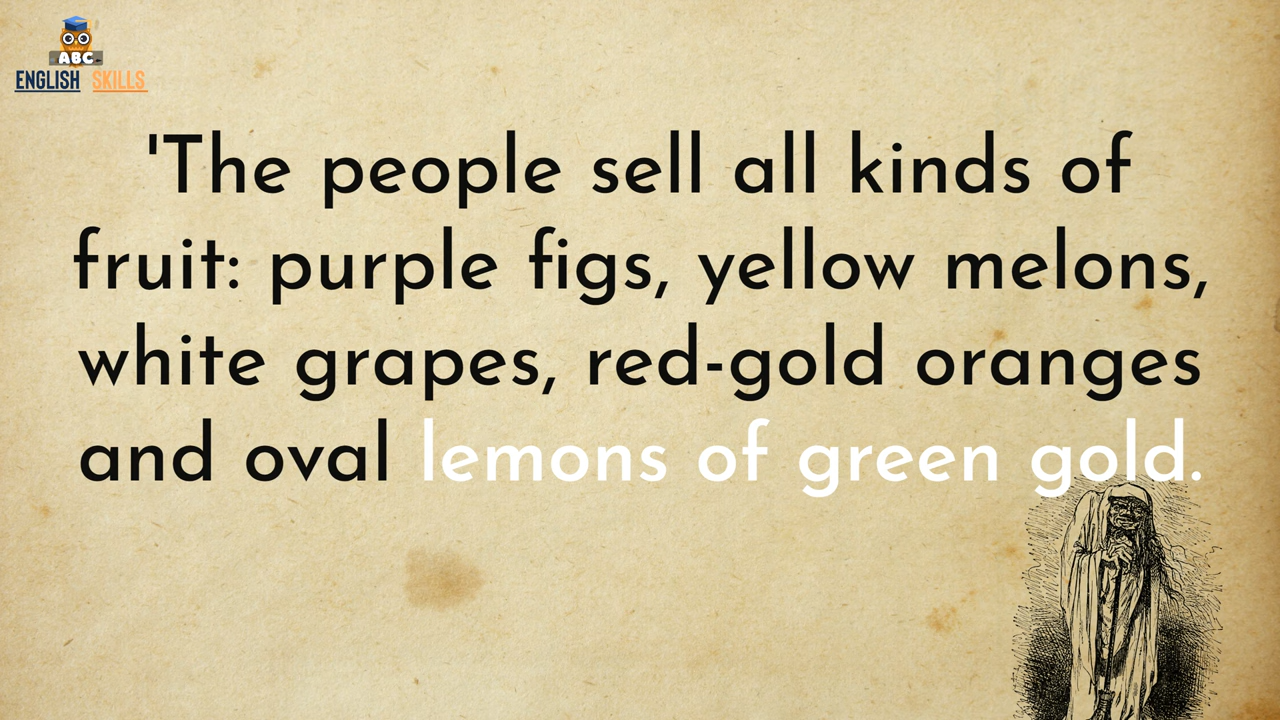 ABC
ENGLISH SKILLS
'The people sell all kinds of
fruit: purple figs, yellow melons,
white grapes, red-gold oranges
and oval lemons of green gold.